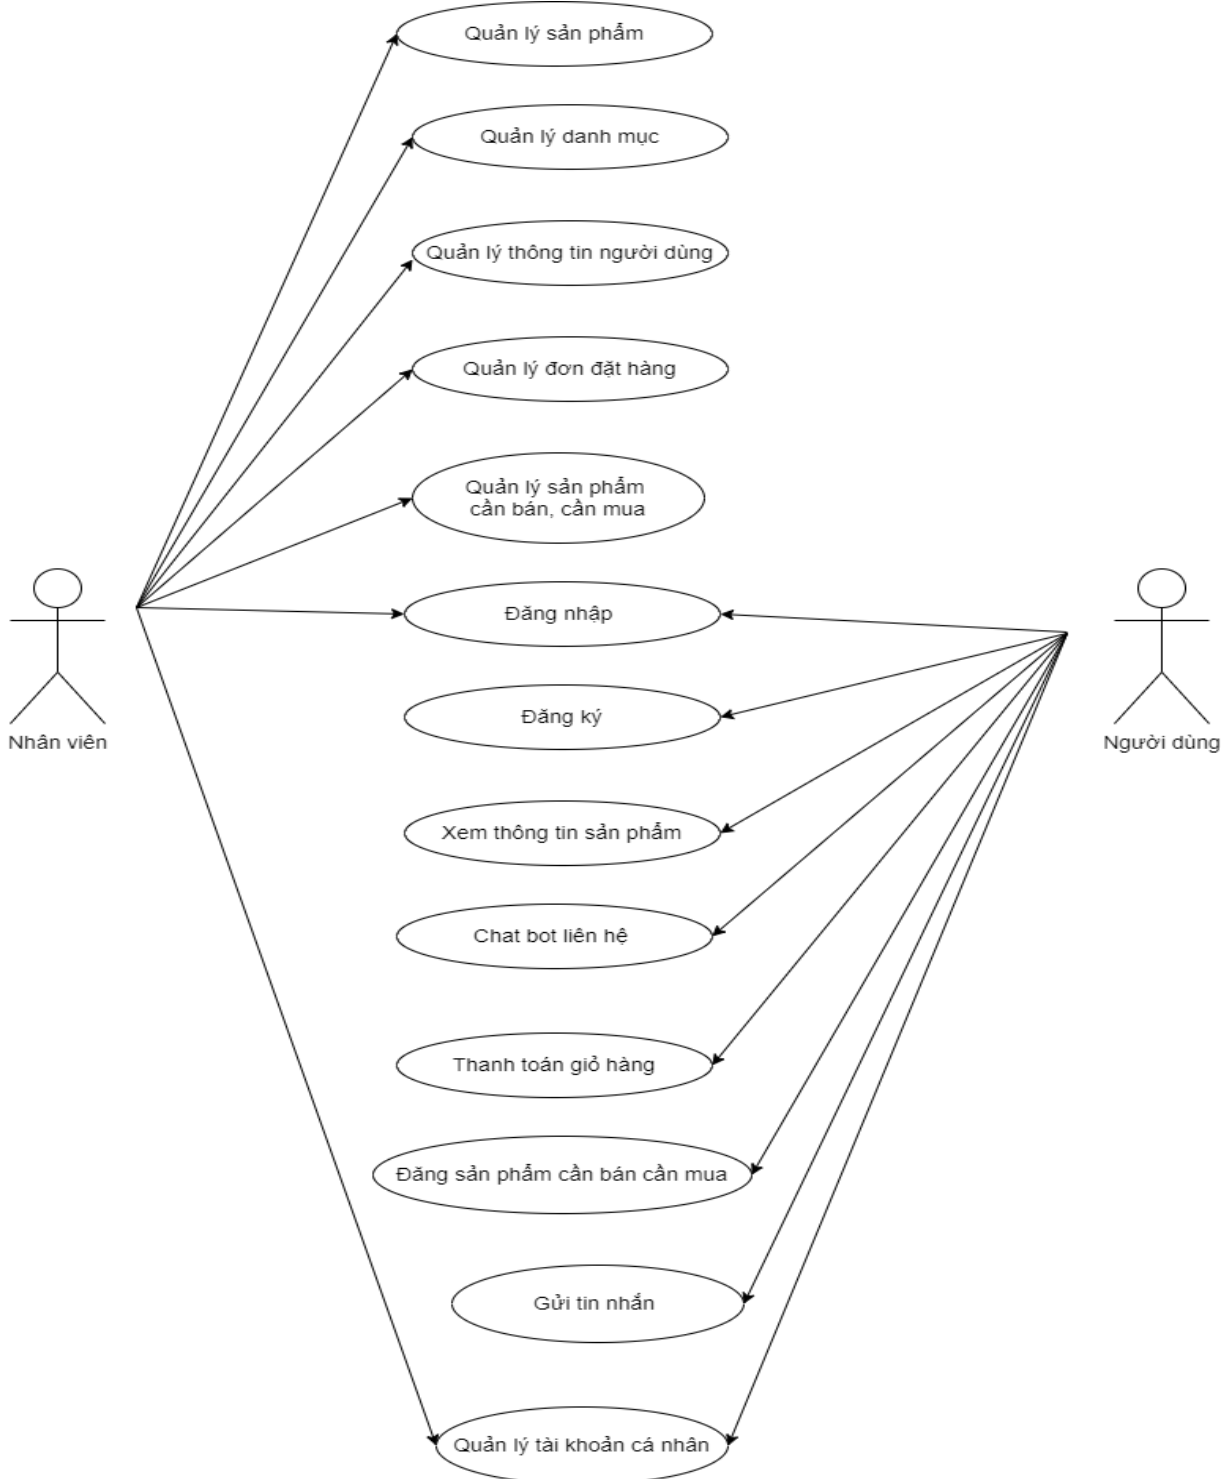 Quản lý sản phẩm
Quản lý danh mục
Quản lý thông tin người dùng
Quản lý đơn đặt hàng
Quản lý sản phẩm
cần bán, cần mua
Đăng nhập
Đăng ký
Nhân viên
Người dùng
Xem thông tin sản phẩm
Chat bot liên hệ
Thanh toán giỏ hàng
Đăng sản phẩm cần bán cần mua
Gửi tin nhắn
Quản lý tài khoản cá nhân